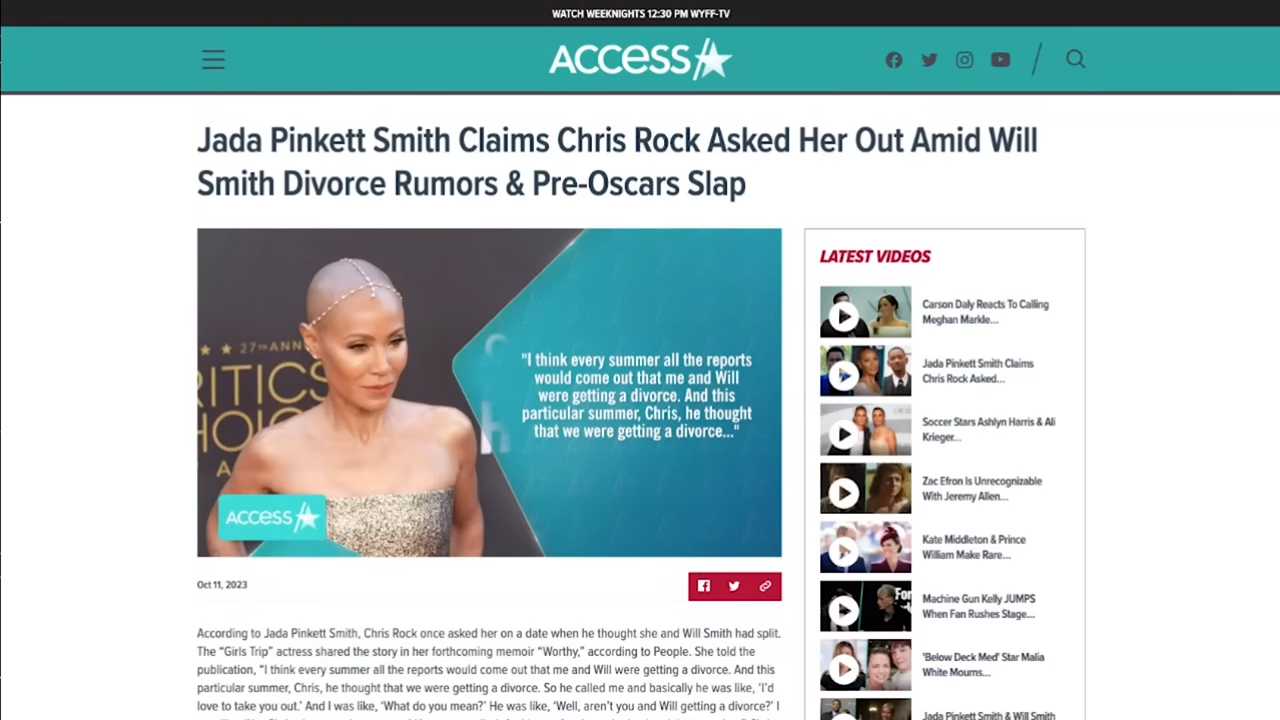 WATCH WEEKNIGHTS 12:30 PM WYFF-TV
ACCESS
Jada Pinkett Smith Claims Chris Rock Asked Her Out Amid Will
Smith Divorce Rumors & Pre-Oscars Slap
27TH ANN
RITICS
HOI
A
"I think every summer all the reports
would come out that me and Will
were getting a divorce. And this
particular summer, Chris, he thought
that we were getting a divorce..."
ACCESS
Oct 11, 2023
According to Jada Pinkett Smith, Chris Rock once asked her on a date when he thought she and Will Smith had split.
The “Girls Trip” actress shared the story in her forthcoming memoir “Worthy,” according to People. She told the
publication, “I think every summer all the reports would come out that me and Will were getting a divorce. And this
particular summer, Chris, he thought that we were getting a divorce. So he called me and basically he was like, ‘I’d
love to take you out.’ And I was like, ‘What do you mean?’ He was like, ‘Well, aren’t you and Will getting a divorce?’ I
LATEST VIDEOS
Carson Daly Reacts To Calling
Meghan Markle...
Jada Pinkett Smith Claims
Chris Rock Asked...
Soccer Stars Ashlyn Harris & Ali
Krieger...
Zac Efron Is Unrecognizable
With Jeremy Allen...
Kate Middleton & Prince
William Make Rare...
For
Machine Gun Kelly JUMPS
When Fan Rushes Stage...
'Below Deck Med' Star Malia
White Mourns...
Jada Pinkett Smith & Will Smith